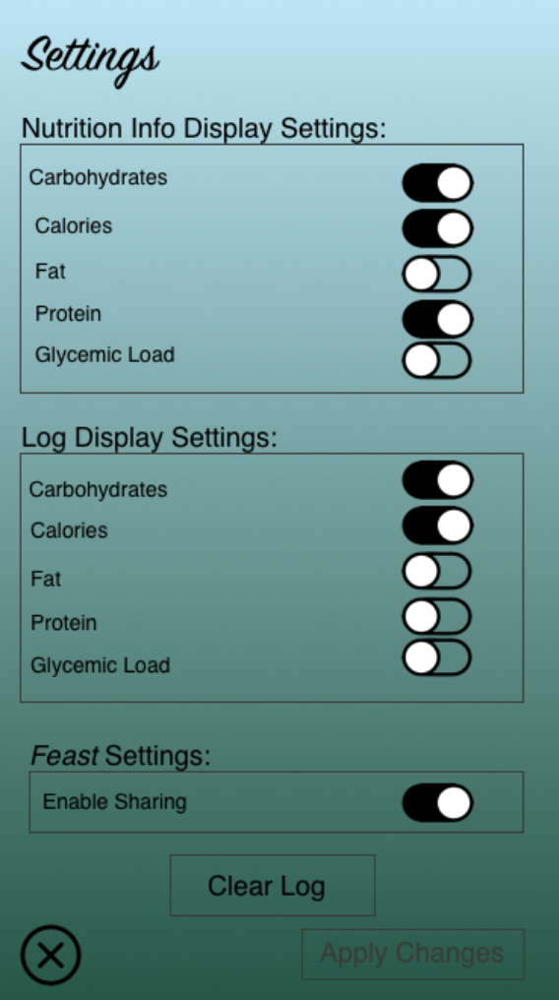 Settings
Nutrition Info Display Settings:
Carbohydrates
Calories
Fat
Protein
Glycemic Load
Log Display Settings:
Carbohydrates
Calories
Fat
Protein
Glycemic Load
Feast Settings:
Enable Sharing
Clear Log
Apply Changes